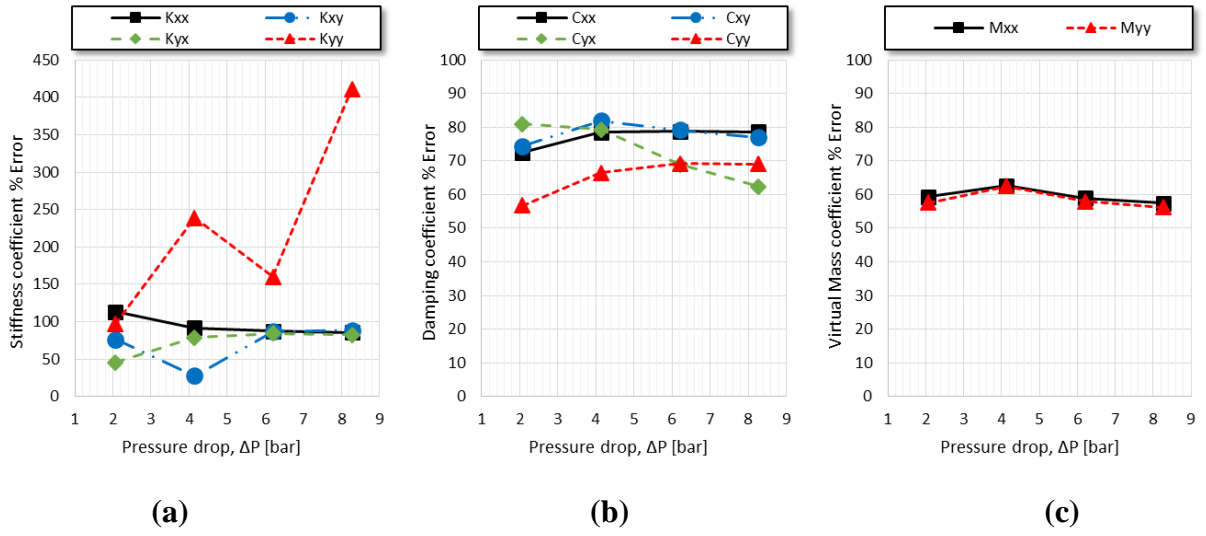 Kxx Kxy
Kyx Kyy
Stiffness coefficient % Error
450
400
350
300
250
200
150
100
50
0
1 2 3 4 5 6 7 8 9
Pressure drop, ΔP [bar]
(a)
Cxx Cxy
Cyx Cyy
Damping coefficient % Error
100
90
80
70
60
50
40
30
20
10
0
1 2 3 4 5 6 7 8 9
Pressure drop, ΔP [bar]
(b)
Mxx Myy
Virtual Mass coefficient % Error
100
90
80
70
60
50
40
30
20
10
0
1 2 3 4 5 6 7 8 9
Pressure drop, ΔP [bar]
(c)